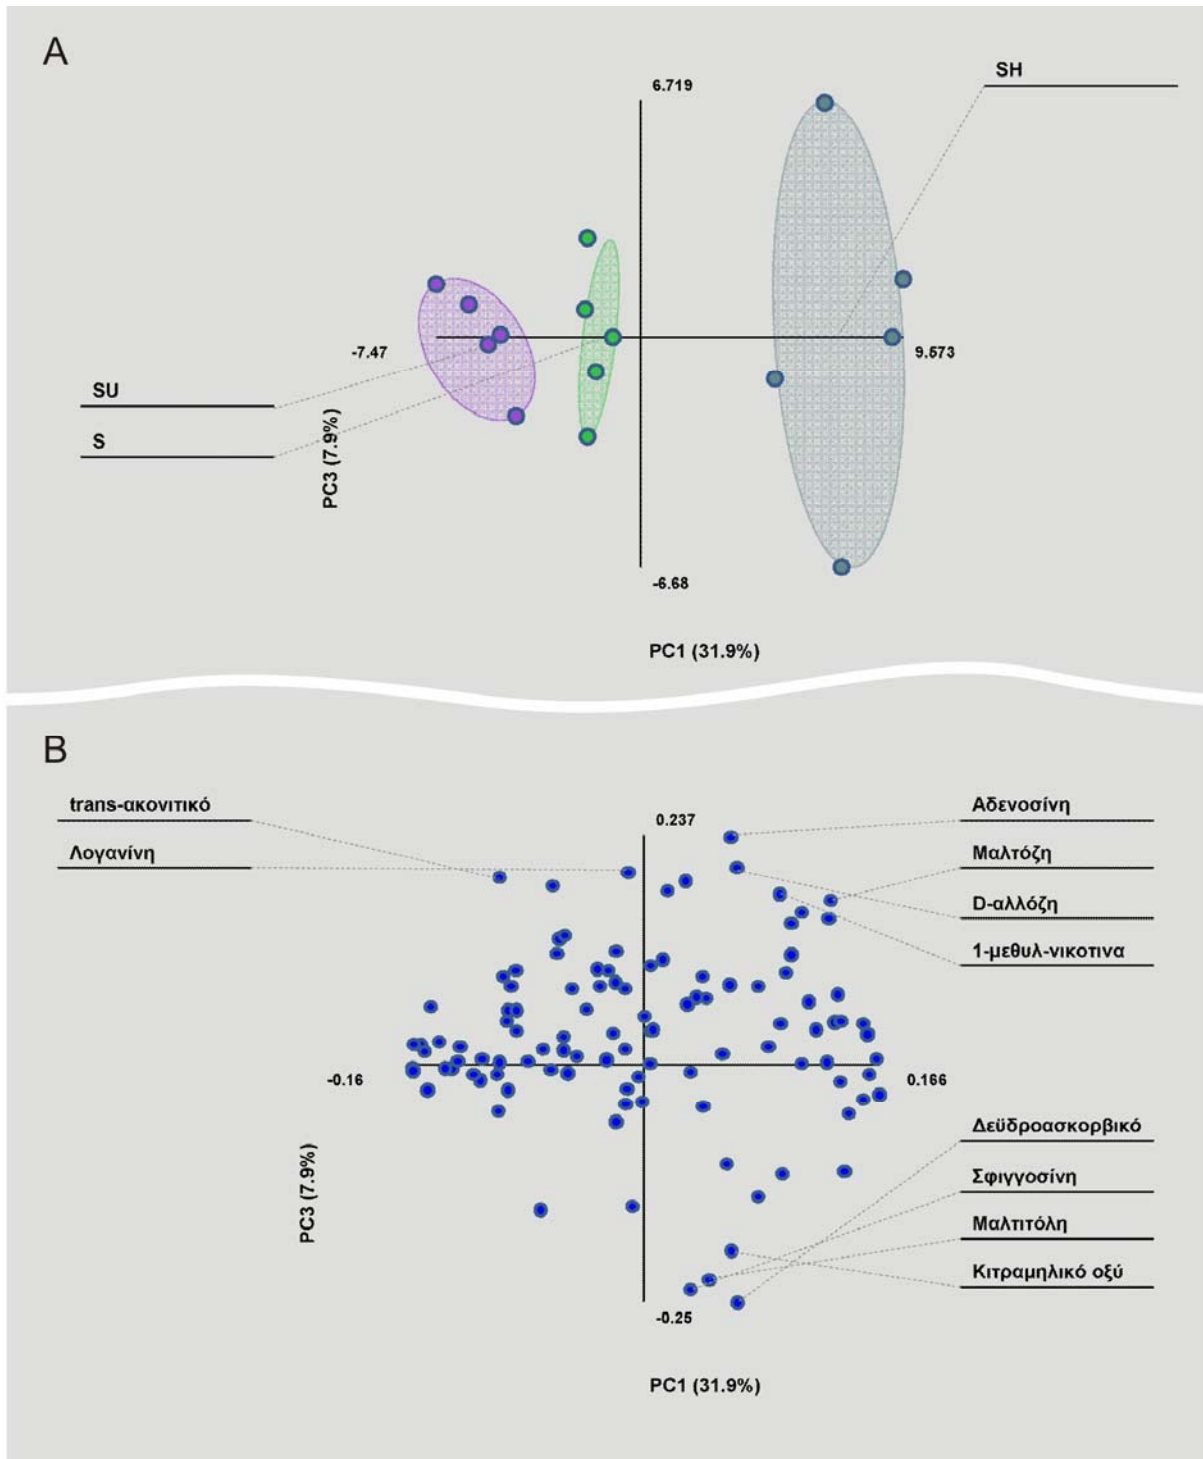 A
SH
6.719
-7.47
9.573
SU
S
PC3 (7.9%)
-6.68
PC1 (31.9%)
B
trans-ακονιτικό
Αδενοσίνη
0.237
Λογανίνη
Μαλτόζη
D-αλλόζη
1-μεθυλ-νικοτινα
-0.16
0.166
Δεϋδροασκορβικό
Σφιγγοσίνη
PC3 (7.9%)
Μαλτιτόλη
Κιτραμηλικό οξύ
-0.25
PC1 (31.9%)